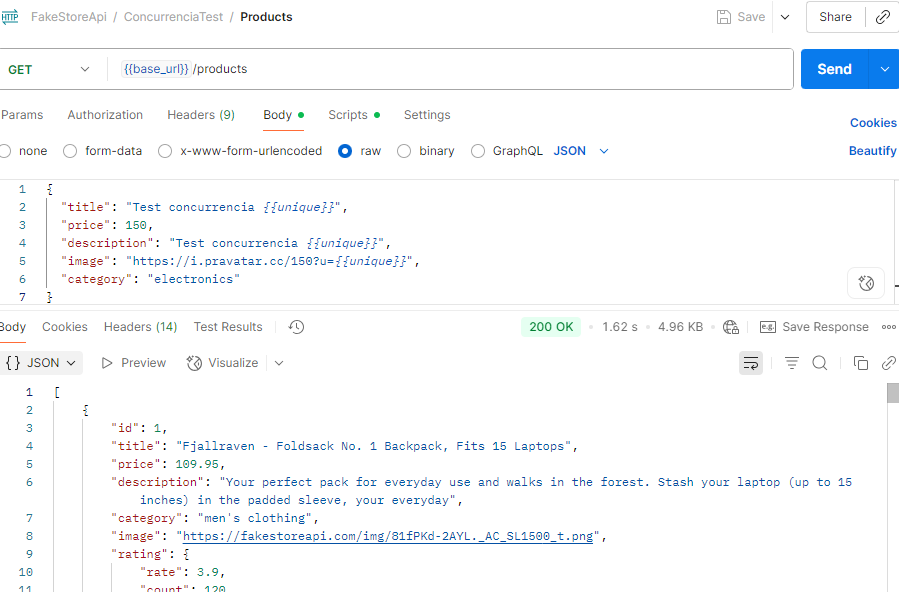 HTTP FakeStoreApi / ConcurrenciaTest / Products Save Share
GET {{base_url}} /products Send
Params Authorization Headers (9) Body Scripts Settings Cookies
none form-data x-www-form-urlencoded raw binary GraphQL JSON Beautify
1 {
2 "title": "Test concurrencia {{unique}}",
3 "price": 150,
4 "description": "Test concurrencia {{unique}}",
5 "image": "https://i.pravatar.cc/150?u={{unique}}",
6 "category": "electronics"
7 }
Body Cookies Headers (14) Test Results 200 OK • 1.62 s • 4.96 KB • e.g. Save Response
{} JSON Preview Visualize
1 [
2 {
3 "id": 1,
4 "title": "Fjallraven - Foldsack No. 1 Backpack, Fits 15 Laptops",
5 "price": 109.95,
6 "description": "Your perfect pack for everyday use and walks in the forest. Stash your laptop (up to 15
inches) in the padded sleeve, your everyday",
7 "category": "men's clothing",
8 "image": "https://fakestoreapi.com/img/81fPKd-2AYL._AC_SL1500_t.png",
9 "rating": {
10 "rate": 3.9,
11 "count": 120